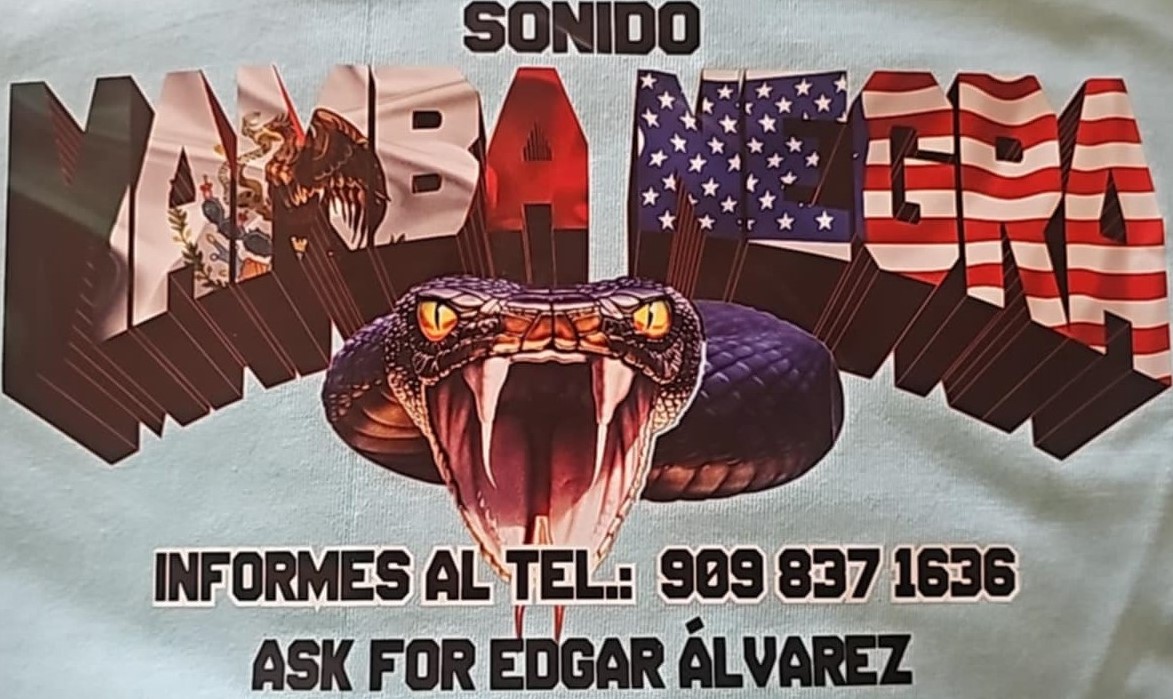 SONIDO
MAMBA NEGRA
INFORMES AL TEL.: 909 837 1636
ASK FOR EDGAR ÁLVAREZ